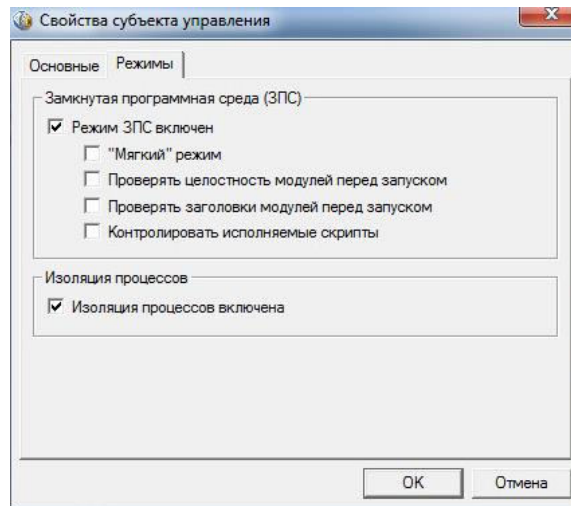 Свойства субъекта управления
Основные Режимы
Замкнутая программная среда (ЗПС)
Режим ЗПС включен
"Мягкий" режим
Проверять целостность модулей перед запуском
Проверять заголовки модулей перед запуском
Контролировать исполняемые скрипты
Изоляция процессов
Изоляция процессов включена
OK Отмена